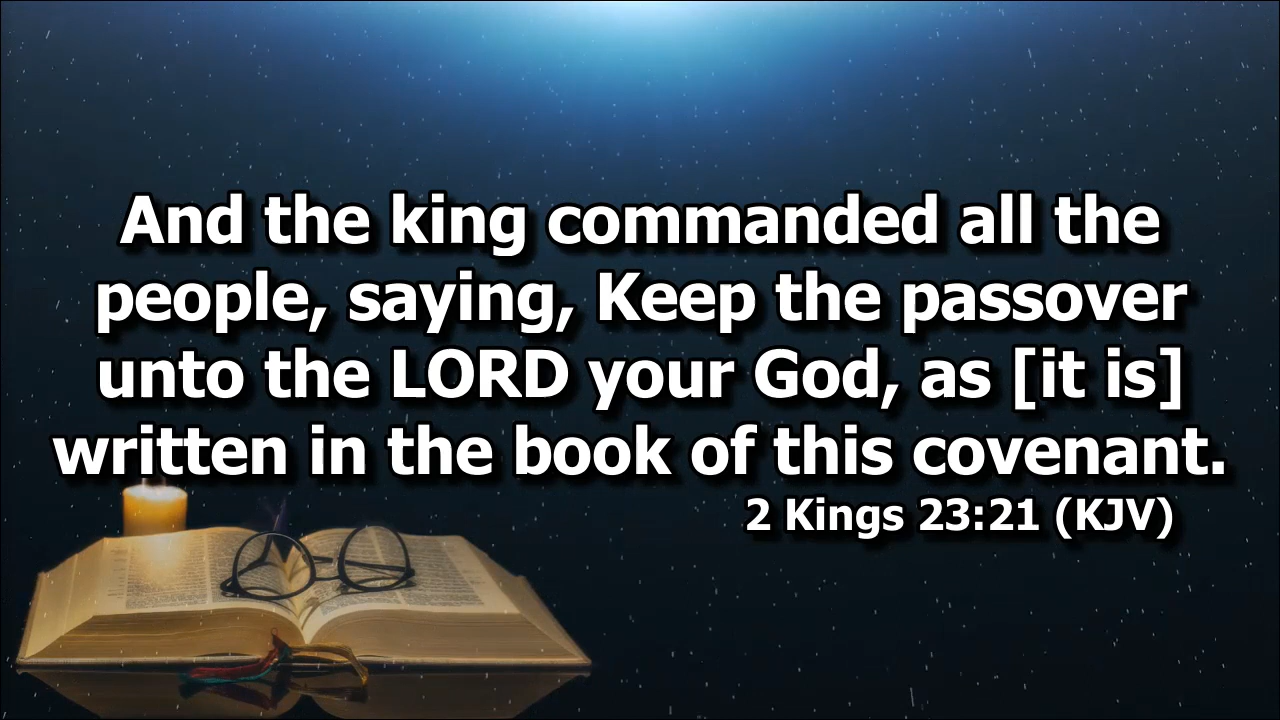 And the king commanded all the
people, saying, Keep the passover
unto the LORD your God, as [it is]
written in the book of this covenant.
2 Kings 23:21 (KJV)